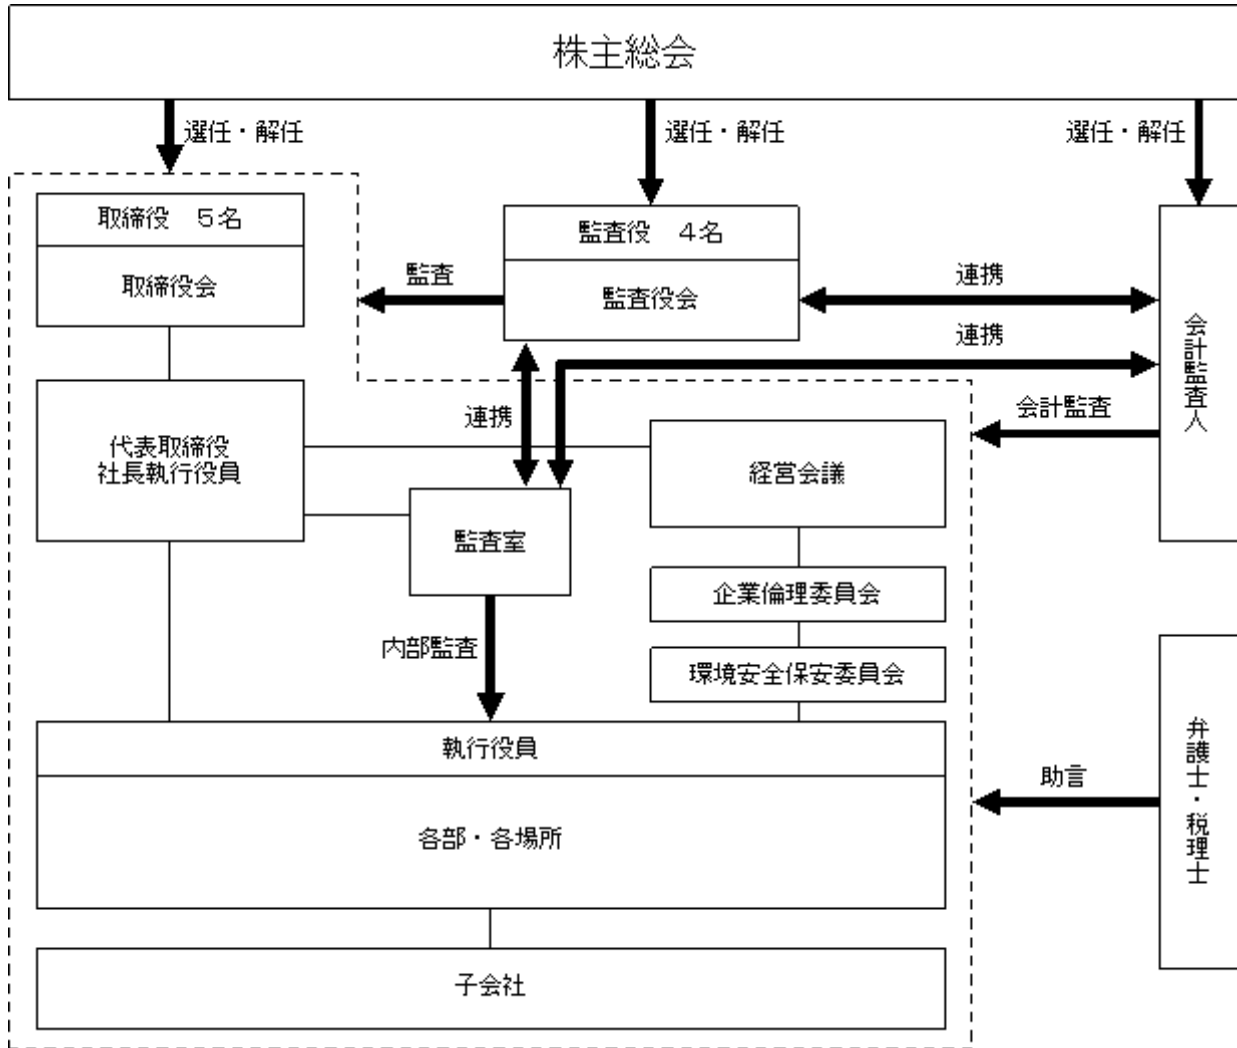 株主総会
選任・解任
選任・解任
選任・解任
取締役　５名
取締役会
監査役　４名
監査役会
監査
連携
連携
会計監査人
会計監査
連携
代表取締役
社長執行役員
経営会議
監査室
企業倫理委員会
内部監査
環境安全保安委員会
執行役員
各部・各場所
助言
弁護士・税理士
子会社